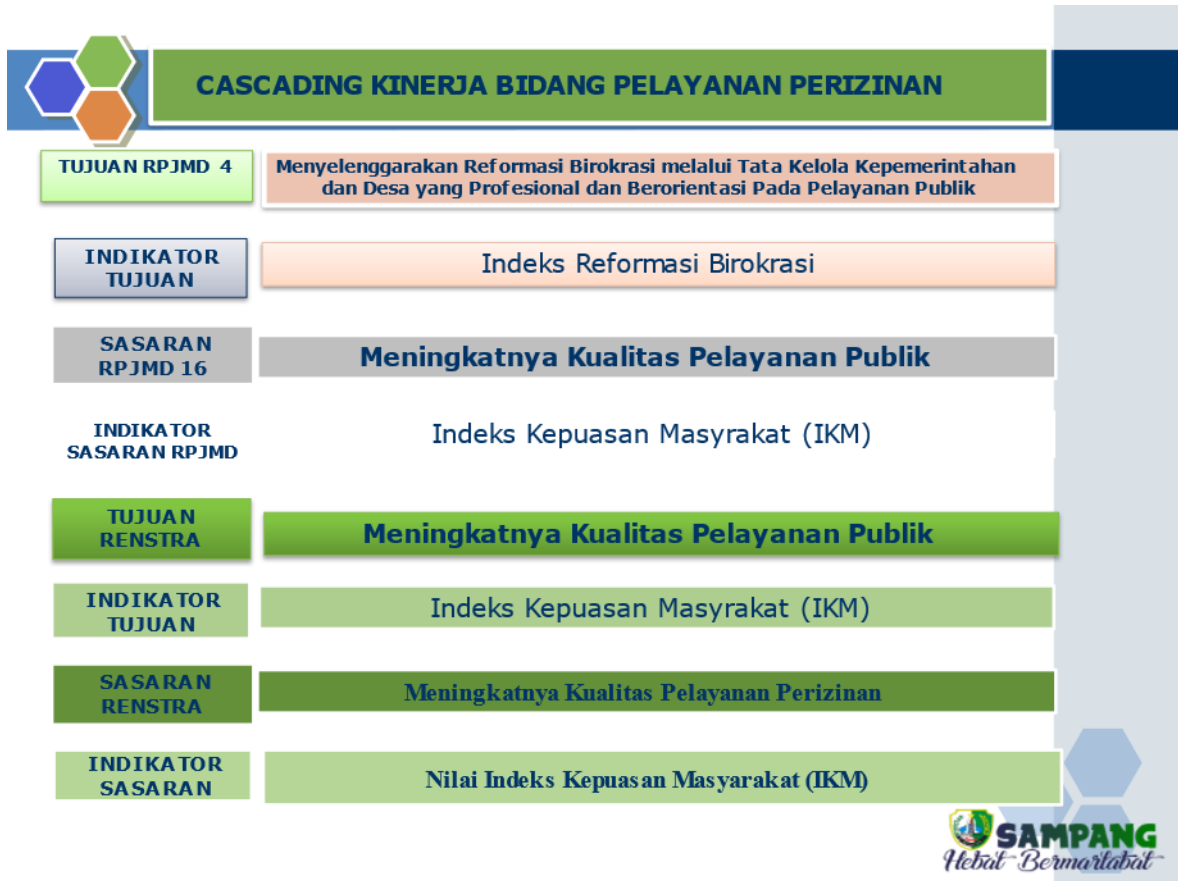 CASCADING KINERJA BIDANG PELAYANAN PERIZINAN
TUJUAN RPJMD 4
Menyelenggarakan Reformasi Birokrasi melalui Tata Kelola Kepemerintahan
dan Desa yang Profesional dan Berorientasi Pada Pelayanan Publik
INDIKATOR
TUJUAN
Indeks Reformasi Birokrasi
SASARAN
RPJMD 16
Meningkatnya Kualitas Pelayanan Publik
INDIKATOR
SASARAN RPJMD
Indeks Kepuasan Masyrakat (IKM)
TUJUAN
RENSTRA
Meningkatnya Kualitas Pelayanan Publik
INDIKATOR
TUJUAN
Indeks Kepuasan Masyrakat (IKM)
SASARAN
RENSTRA
Meningkatnya Kualitas Pelayanan Perizinan
INDIKATOR
SASARAN
Nilai Indeks Kepuasan Masyarakat (IKM)
SAMPANG
Hebat Bermartabat